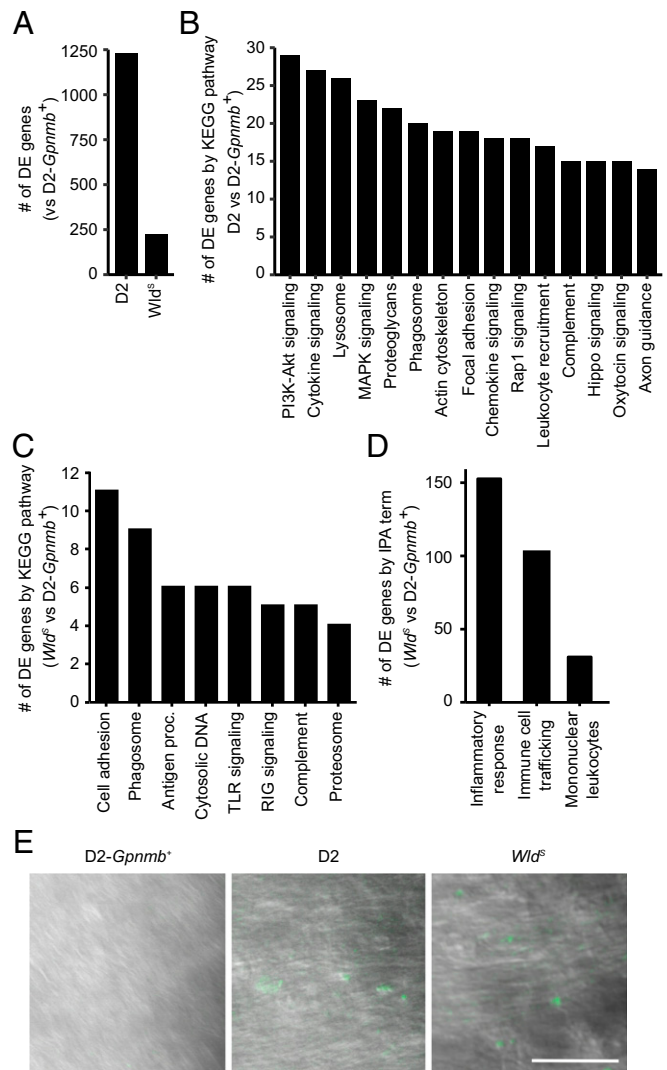 A
# of DE genes
(vs D2-Gpnmb+)
1250
1000
750
500
250
0
D2
Wldˢ
B
# of DE genes by KEGG pathway
D2 vs D2-Gpnmb+)
30
25
20
15
10
5
0
PI3K-Akt signaling
Cytokine signaling
Lysosome
MAPK signaling
Proteoglycans
Phagosome
Actin cytoskeleton
Focal adhesion
Chemokine signaling
Rap1 signaling
Leukocyte recruitment
Complement
Hippo signaling
Oxytocin signaling
Axon guidance
C
# of DE genes by KEGG pathway
(Wldˢ vs D2-Gpnmb+)
12
10
8
6
4
2
0
Cell adhesion
Phagosome
Antigen proc.
Cytosolic DNA
TLR signaling
RIG signaling
Complement
Proteosome
D
# of DE genes by IPA term
(Wldˢ vs D2-Gpnmb+)
150
100
50
0
Inflammatory
response
Immune cell
trafficking
Mononuclear
leukocytes
E
D2-Gpnmb+
D2
Wldˢ